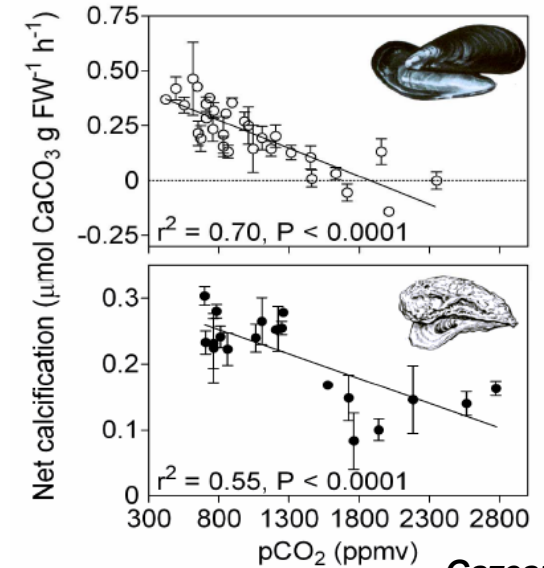 Net calcification (µmol CaCO₃ g FW⁻¹ h⁻¹)
0.75
0.50
0.25
0
-0.25
r² = 0.70, P < 0.0001
0.3
0.2
0.1
0
r² = 0.55, P < 0.0001
300 800 1300 1800 2300 2800
pCO₂ (ppmv)